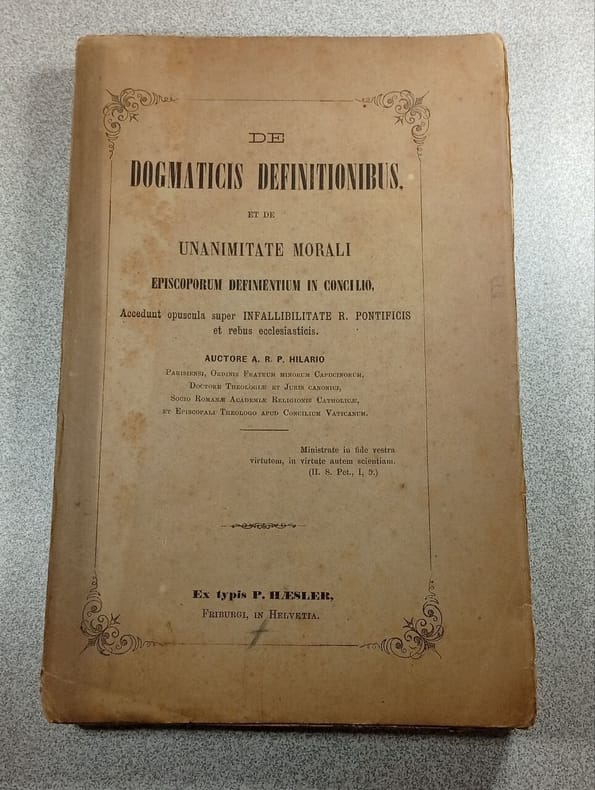 DE
DOGMATICIS DEFINITIONIBUS,
ET DE
UNANIMITATE MORALI
EPISCOPORUM DEFINIENTIUM IN CONCILIO,
Accedunt opuscula super INFALLIBILITATE R. PONTIFICIS
et rebus ecclesiasticis.
AUCTORE A. R. P. HILARIO
Parisiensi, Ordinis Fratrum minorum Capucinorum,
Doctore Theologiæ et Juris canonici,
Socio Romanæ Academiæ Religionis Catholicæ,
et Episcopali Theologo apud Concilium Vaticanum.
Ministrate in fide vestra
virtutem, in virtute autem scientiam.
(II. S. Pet., I, 5.)
Ex typis P. HÆSLER,
Friburgi, in Helvetia.